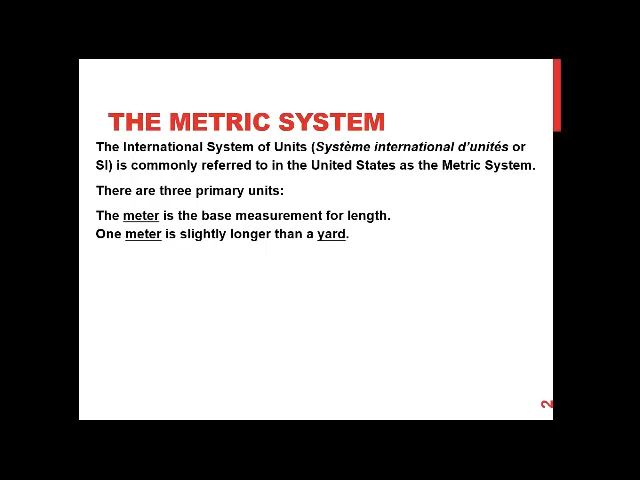 THE METRIC SYSTEM
The International System of Units (Système international d'unités or
SI) is commonly referred to in the United States as the Metric System.
There are three primary units:
The meter is the base measurement for length.
One meter is slightly longer than a yard.
2